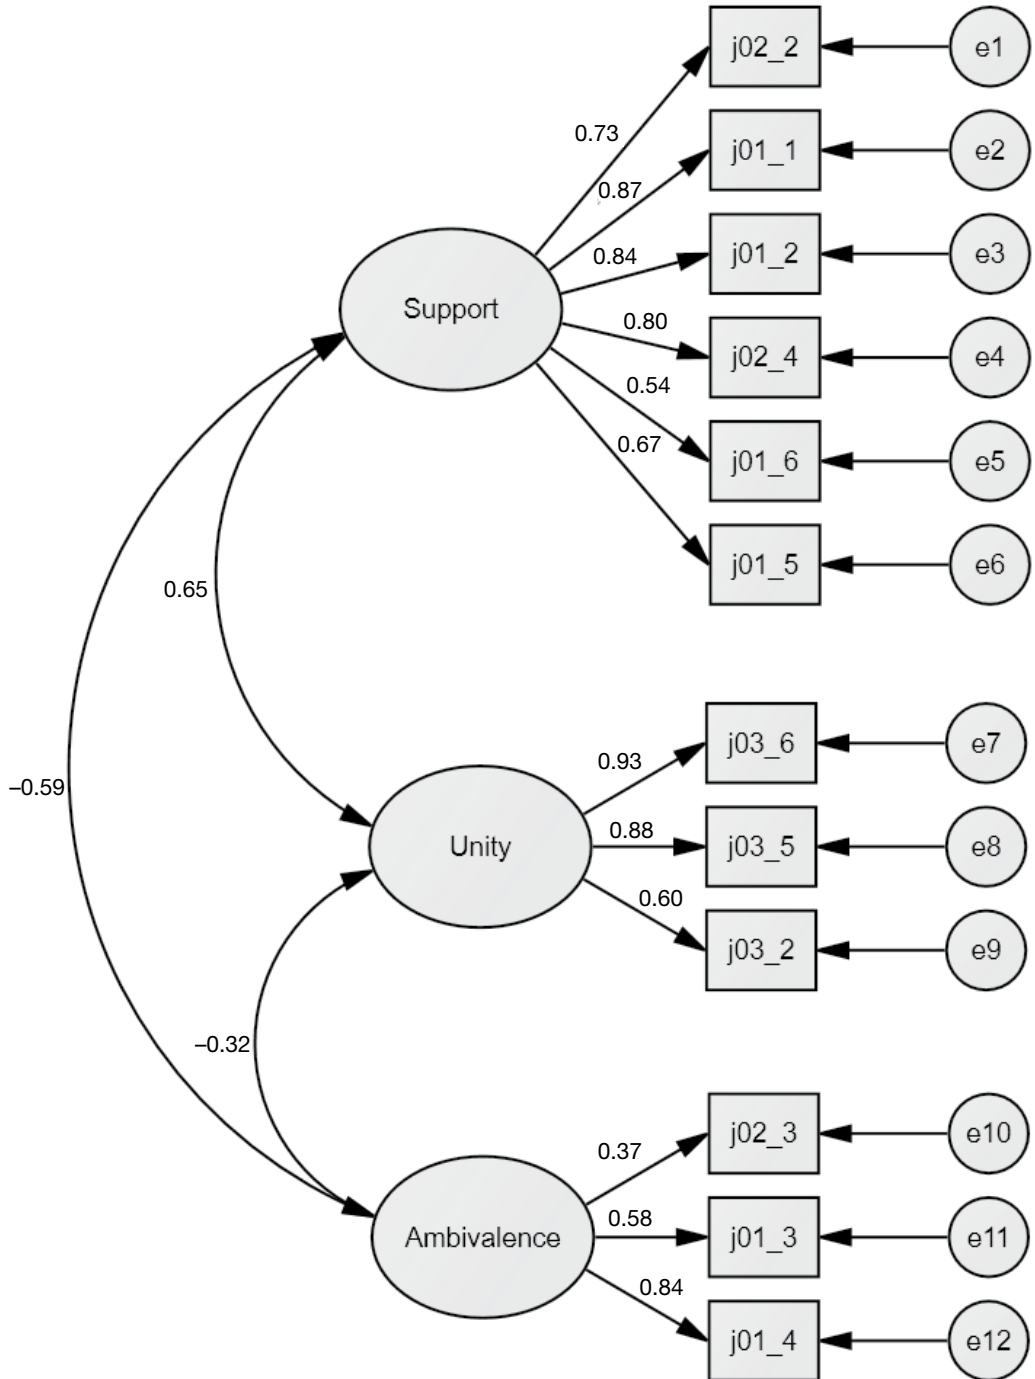 j02_2
e1
0.73
j01_1
e2
0.87
j01_2
e3
0.84
Support
0.80
j02_4
e4
0.54
0.67
j01_6
e5
j01_5
e6
0.65
j03_6
e7
0.93
–0.59
0.88
Unity
j03_5
e8
0.60
j03_2
e9
–0.32
j02_3
e10
0.37
0.58
Ambivalence
j01_3
e11
0.84
j01_4
e12